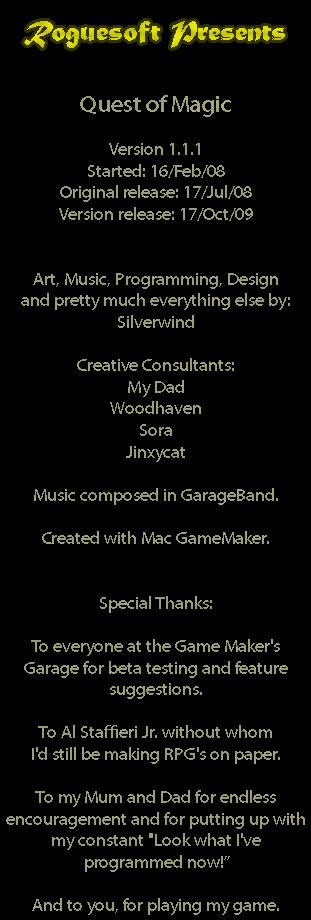 Roguesoft Presents
Quest of Magic
Version 1.1.1
Started: 16/Feb/08
Original release: 17/Jul/08
Version release: 17/Oct/09
Art, Music, Programming, Design
and pretty much everything else by:
Silverwind
Creative Consultants:
My Dad
Woodhaven
Sora
Jinxycat
Music composed in GarageBand.
Created with Mac GameMaker.
Special Thanks:
To everyone at the Game Maker's
Garage for beta testing and feature
suggestions.
To Al Staffieri Jr. without whom
I'd still be making RPG's on paper.
To my Mum and Dad for endless
encouragement and for putting up with
my constant "Look what I've
programmed now!”
And to you, for playing my game.